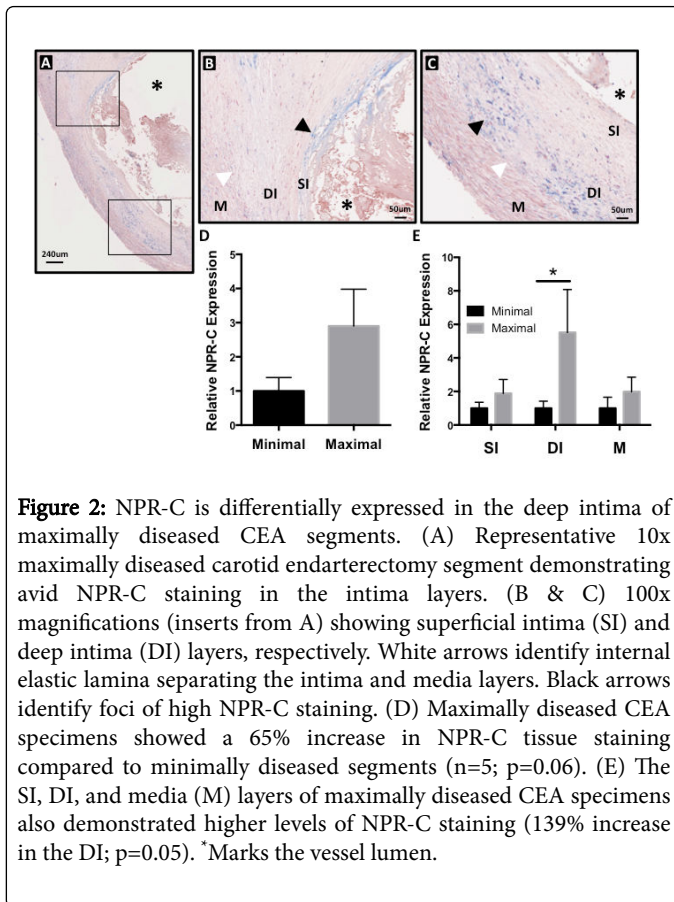 A
*
240um
B
M
DI
SI
*
50um
C
*
SI
DI
M
50um
D
Relative NPR-C Expression
5
4
3
2
1
0
Minimal
Maximal
E
Relative NPR-C Expression
10
8
6
4
2
0
*
Minimal
Maximal
SI
DI
M
Figure 2: NPR-C is differentially expressed in the deep intima of
maximally diseased CEA segments. (A) Representative 10x
maximally diseased carotid endarterectomy segment demonstrating
avid NPR-C staining in the intima layers. (B & C) 100x
magnifications (inserts from A) showing superficial intima (SI) and
deep intima (DI) layers, respectively. White arrows identify internal
elastic lamina separating the intima and media layers. Black arrows
identify foci of high NPR-C staining. (D) Maximally diseased CEA
specimens showed a 65% increase in NPR-C tissue staining
compared to minimally diseased segments (n=5; p=0.06). (E) The
SI, DI, and media (M) layers of maximally diseased CEA specimens
also demonstrated higher levels of NPR-C staining (139% increase
in the DI; p=0.05). *Marks the vessel lumen.